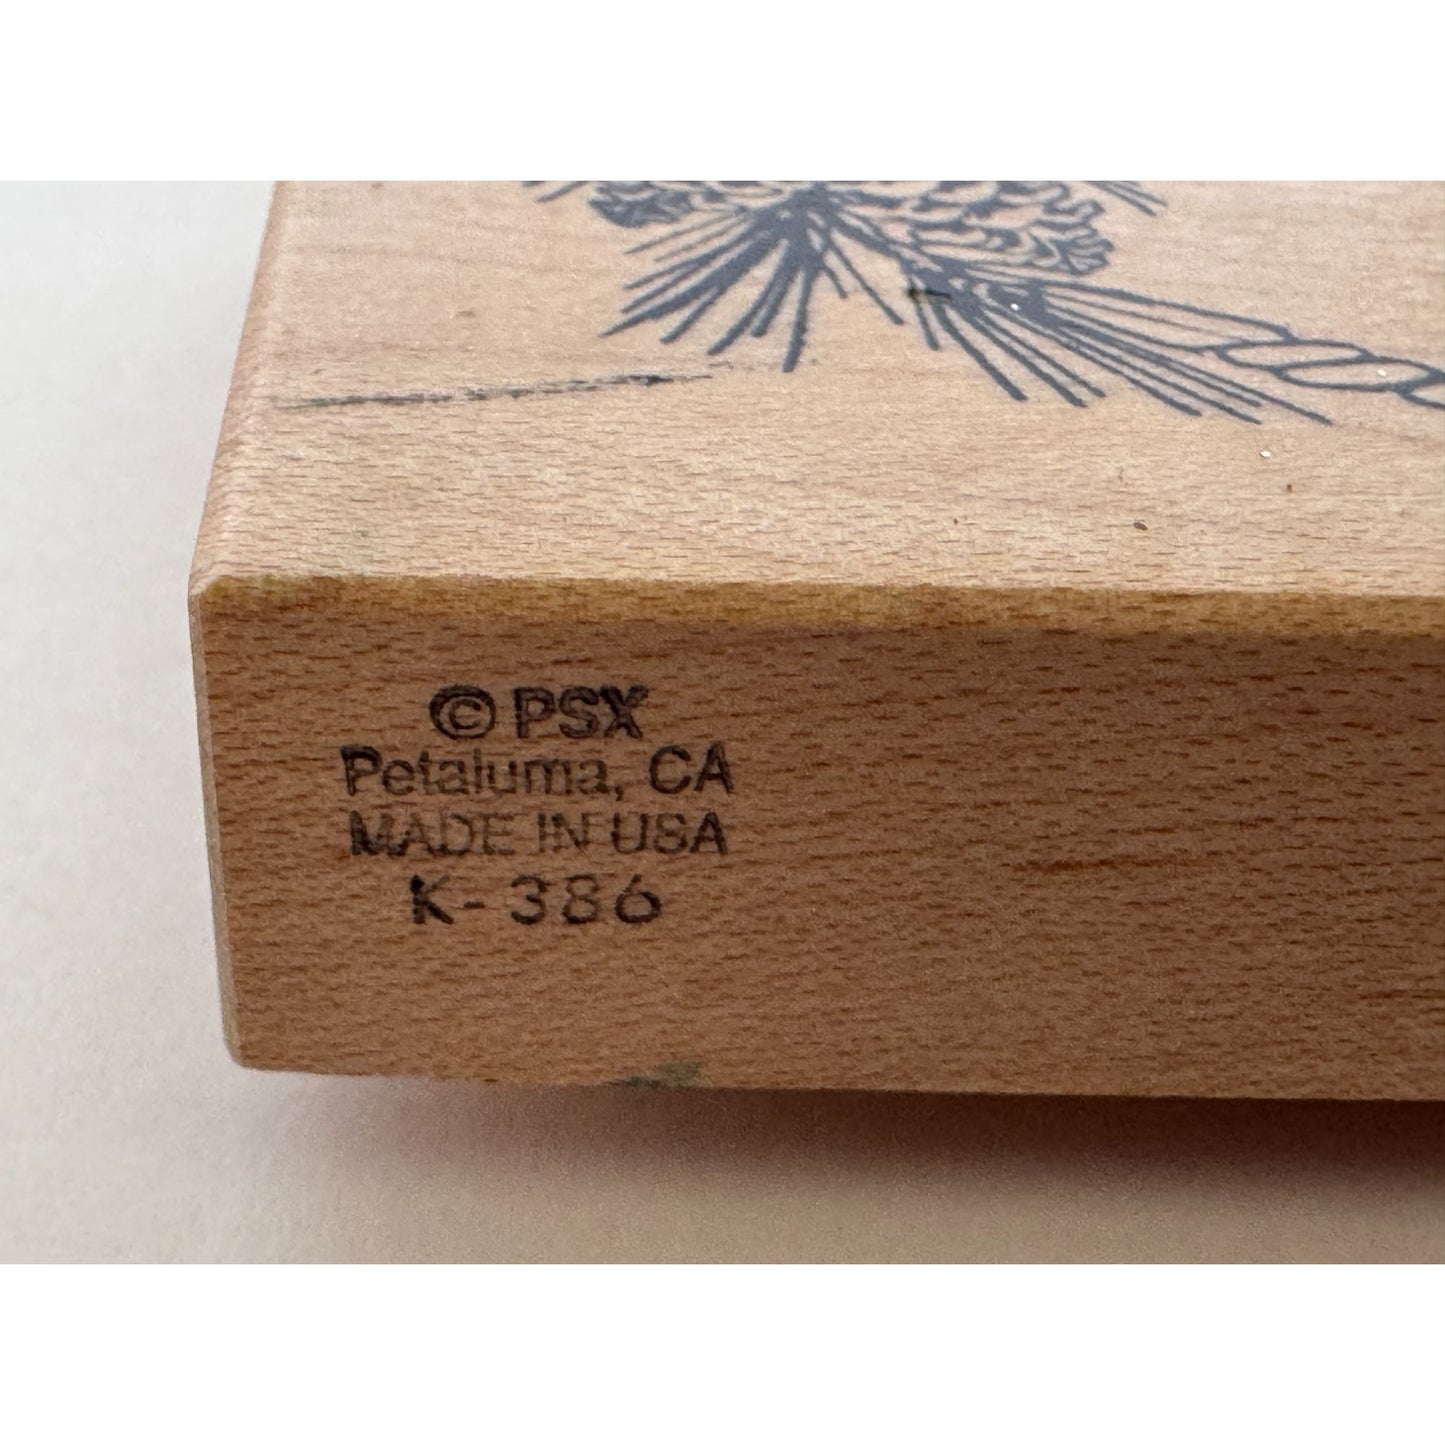 © PSX
Petaluma, CA
MADE IN USA
K-386